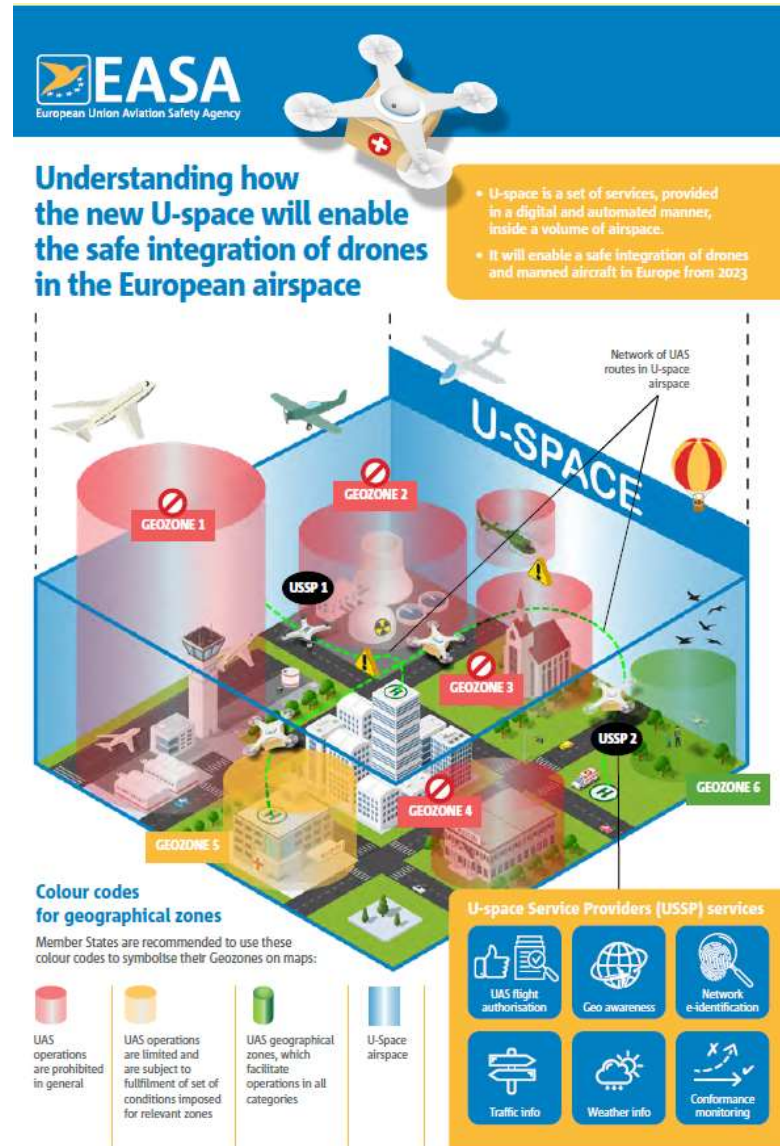 EASA
European Union Aviation Safety Agency
Understanding how
the new U-space will enable
the safe integration of drones
in the European airspace
• U-space is a set of services, provided
in a digital and automated manner,
inside a volume of airspace.
• It will enable a safe integration of drones
and manned aircraft in Europe from 2023
Network of UAS
routes in U-space
airspace
U-SPACE
GEOZONE 1
GEOZONE 2
USSP 1
GEOZONE 3
H
USSP 2
GEOZONE 6
H
GEOZONE 4
H
GEOZONE 5
Colour codes
for geographical zones
Member States are recommended to use these
colour codes to symbolise their Geozones on maps:
UAS
operations
are prohibited
in general
UAS operations
are limited and
are subject to
fullfilment of set of
conditions imposed
for relevant zones
UAS geographical
zones, which
facilitate
operations in all
categories
U-Space
airspace
U-space Service Providers (USSP) services
UAS flight
authorisation
Geo awareness
Network
e-identification
Traffic info
Weather info
Conformance
monitoring